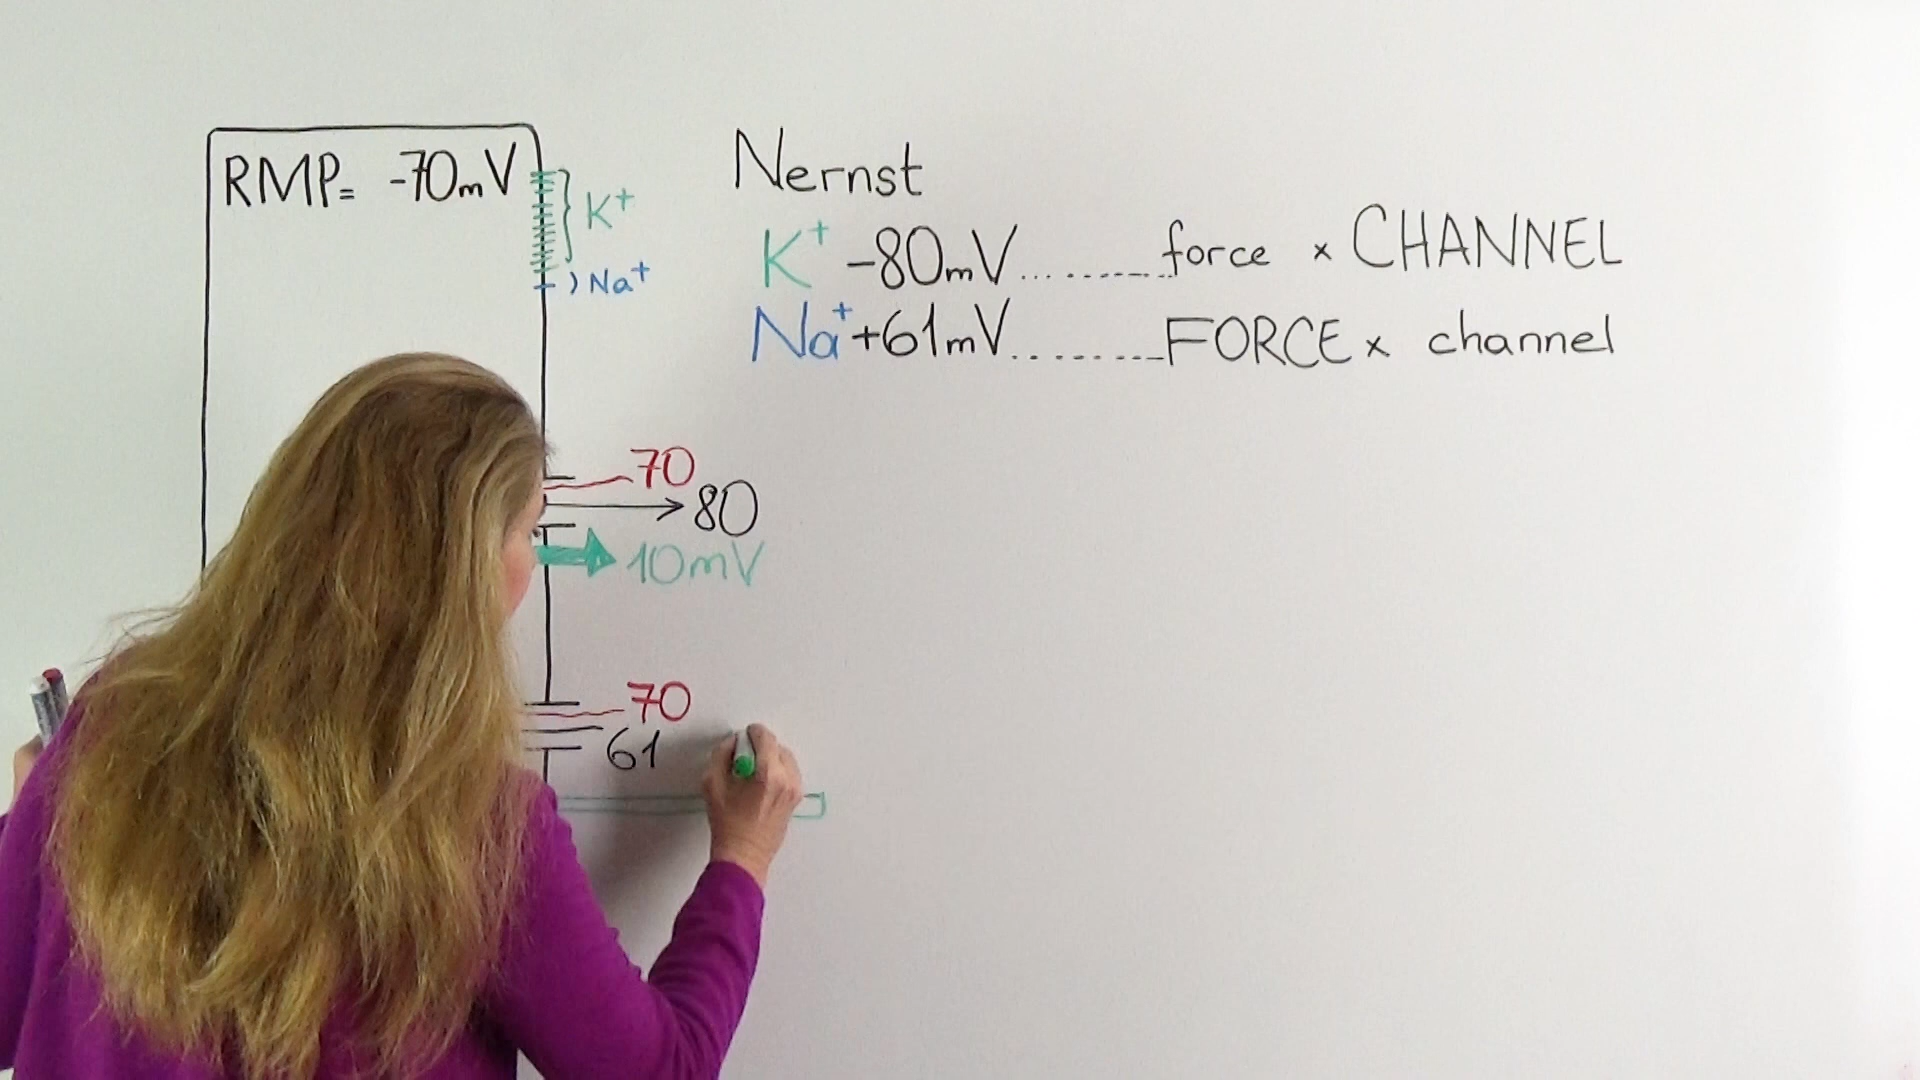 RMP= -70mV
K+
Na+
Nernst
K+ -80mV.........force x CHANNEL
Na+ +61mV.........FORCE x channel
70
80
10mV
70
61